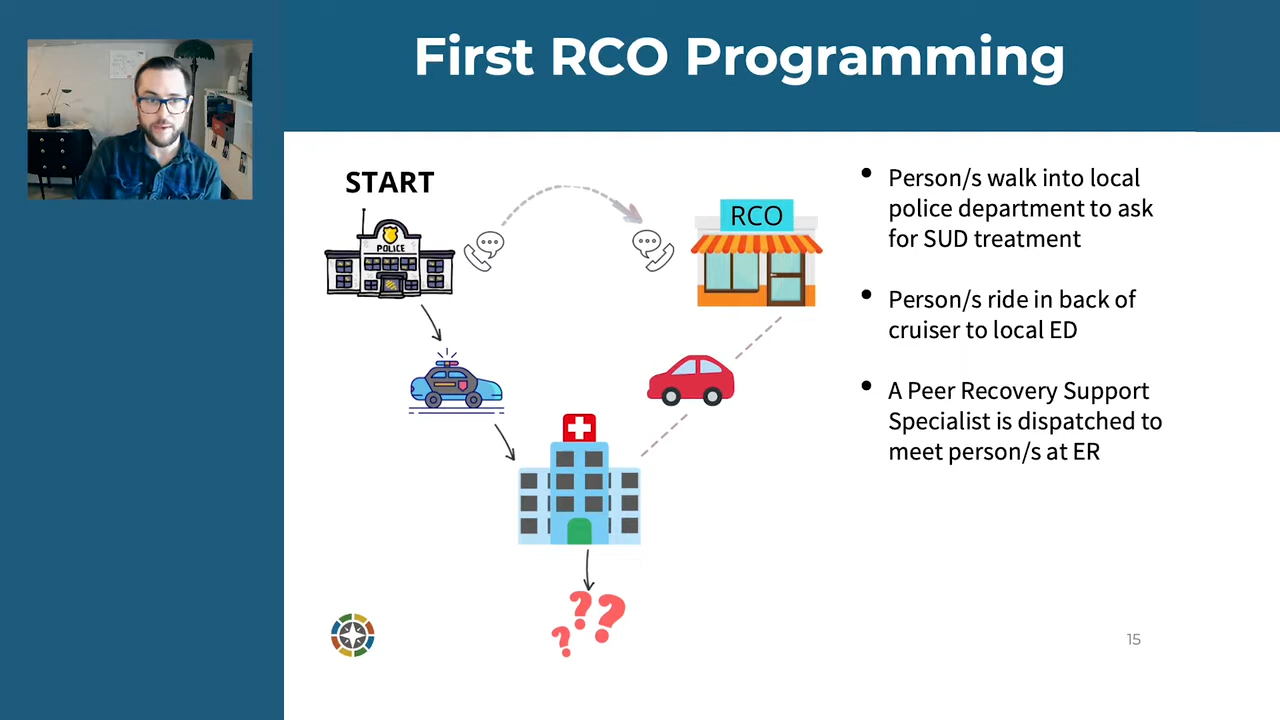 First RCO Programming
START
POLICE
RCO
• Person/s walk into local
police department to ask
for SUD treatment
• Person/s ride in back of
cruiser to local ED
• A Peer Recovery Support
Specialist is dispatched to
meet person/s at ER
???
15